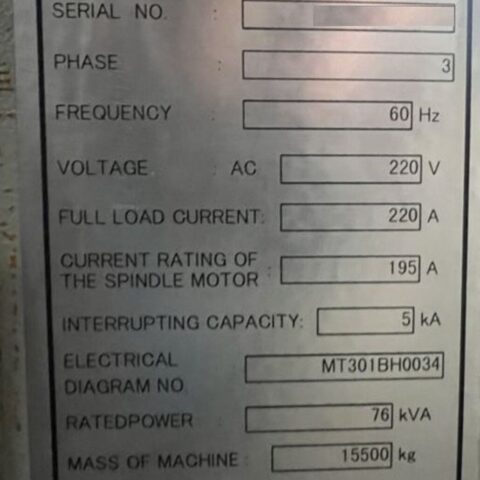 SERIAL NO. :
PHASE : 3
FREQUENCY : 60 Hz
VOLTAGE : AC 220 V
FULL LOAD CURRENT: 220 A
CURRENT RATING OF
THE SPINDLE MOTOR : 195 A
INTERRUPTING CAPACITY: 5 kA
ELECTRICAL
DIAGRAM NO. MT301BH0034
RATEDPOWER : 76 kVA
MASS OF MACHINE : 15500 kg